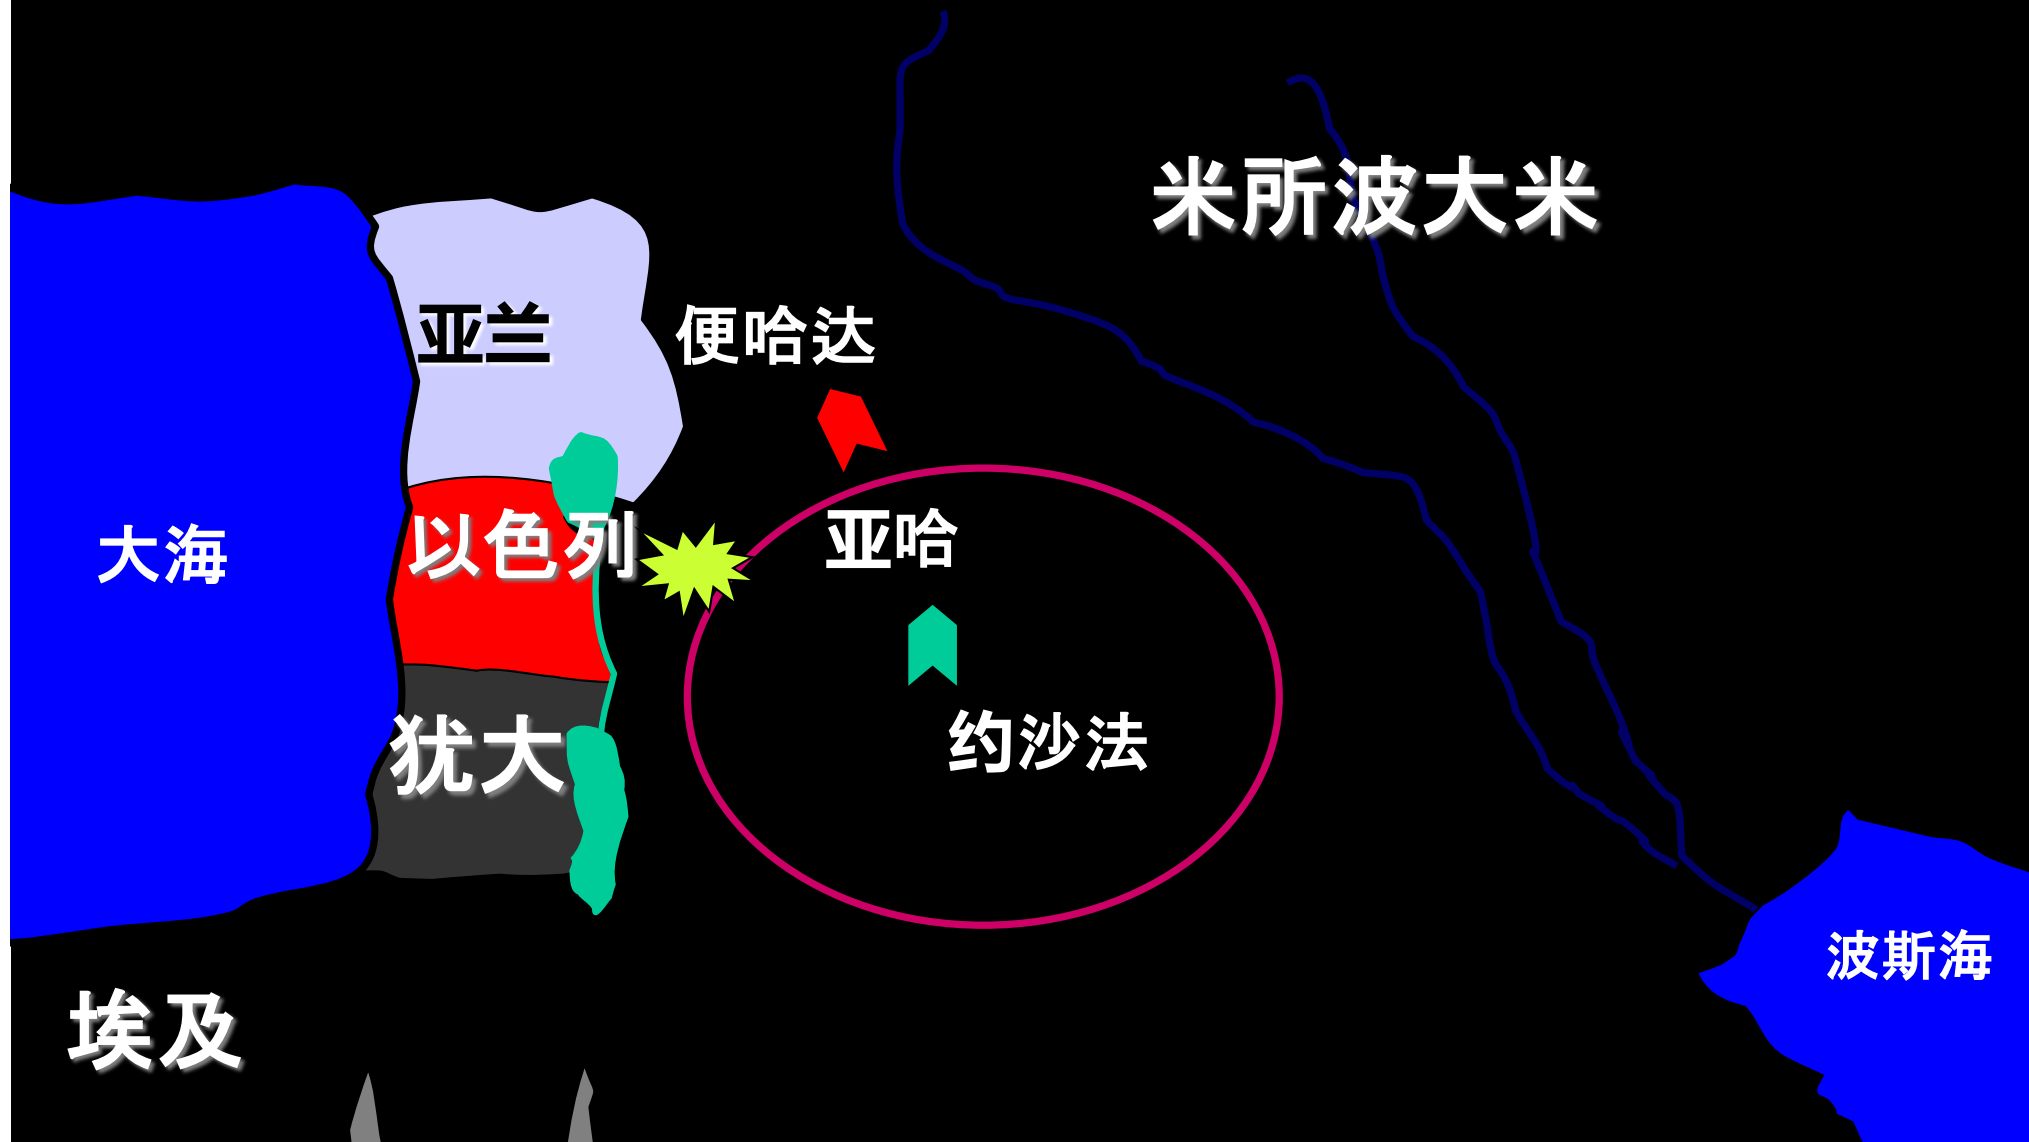 米所波大米
亚兰
便哈达
大海
以色列
亚哈
犹大
约沙法
波斯海
埃及